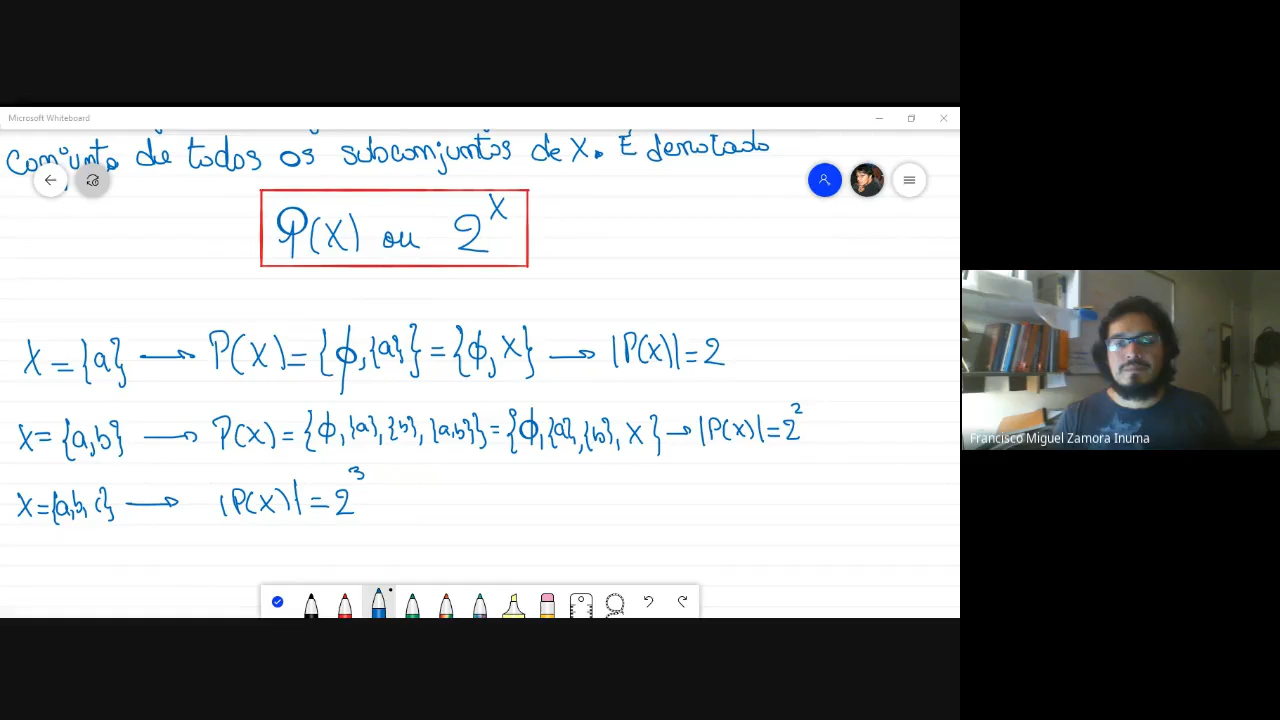 Microsoft Whiteboard
conjunto de todos os subconjuntos de X. É denotado
P(X) ou 2^X
X = {a} → P(X) = {ϕ, {a}} = {ϕ, X} → |P(X)| = 2
X = {a,b} → P(X) = {ϕ, {a}, {b}, {a,b}} = {ϕ, {a}, {b}, X} → |P(X)| = 2²
Francisco Miguel Zamora Inuma
X = {a,b,c} → |P(X)| = 2³